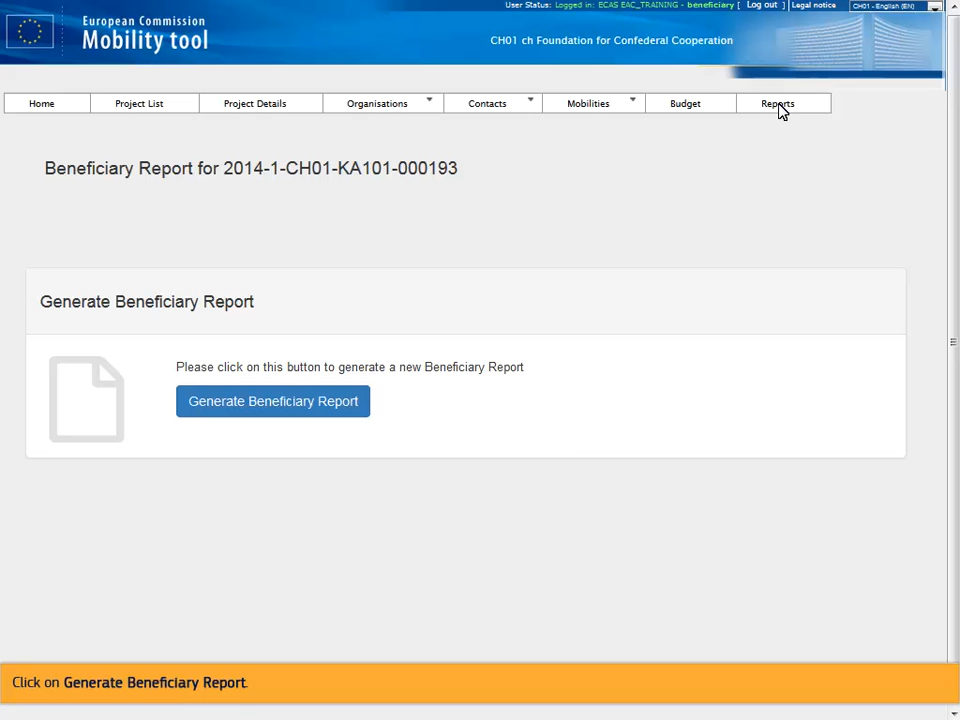 User Status: Logged in: ECAS EAC_TRAINING - beneficiary [ Log out ] | Legal notice
CH01 - English (EN)
European Commission
Mobility tool
CH01 ch Foundation for Confederal Cooperation
Home
Project List
Project Details
Organisations
Contacts
Mobilities
Budget
Reports
Beneficiary Report for 2014-1-CH01-KA101-000193
Generate Beneficiary Report
Please click on this button to generate a new Beneficiary Report
Generate Beneficiary Report
Click on Generate Beneficiary Report.